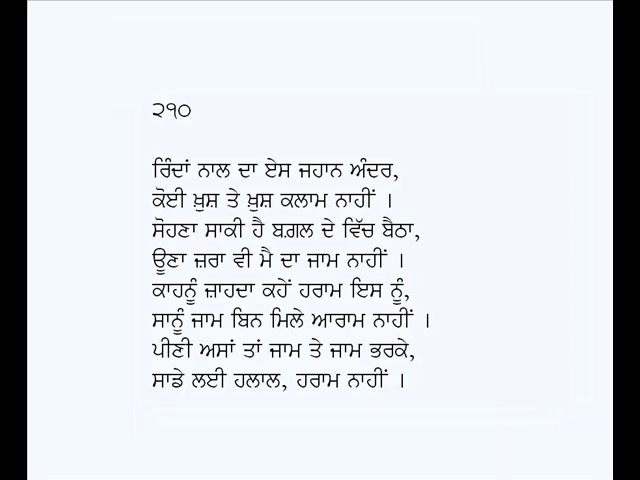 ੨੧੦
ਰਿੰਦਾਂ ਨਾਲ ਦਾ ਏਸ ਜਹਾਨ ਅੰਦਰ,
ਕੋਈ ਖ਼ੁਸ਼ ਤੇ ਖ਼ੁਸ਼ ਕਲਾਮ ਨਾਹੀਂ ।
ਸੋਹਣਾ ਸਾਕੀ ਹੈ ਬਗ਼ਲ ਦੇ ਵਿੱਚ ਬੈਠਾ,
ਊਣਾ ਜ਼ਰਾ ਵੀ ਮੈ ਦਾ ਜਾਮ ਨਾਹੀਂ ।
ਕਾਹਨੂੰ ਜ਼ਾਹਦਾ ਕਹੇਂ ਹਰਾਮ ਇਸ ਨੂੰ,
ਸਾਨੂੰ ਜਾਮ ਬਿਨ ਮਿਲੇ ਆਰਾਮ ਨਾਹੀਂ ।
ਪੀਣੀ ਅਸਾਂ ਤਾਂ ਜਾਮ ਤੇ ਜਾਮ ਭਰਕੇ,
ਸਾਡੇ ਲਈ ਹਲਾਲ, ਹਰਾਮ ਨਾਹੀਂ ।